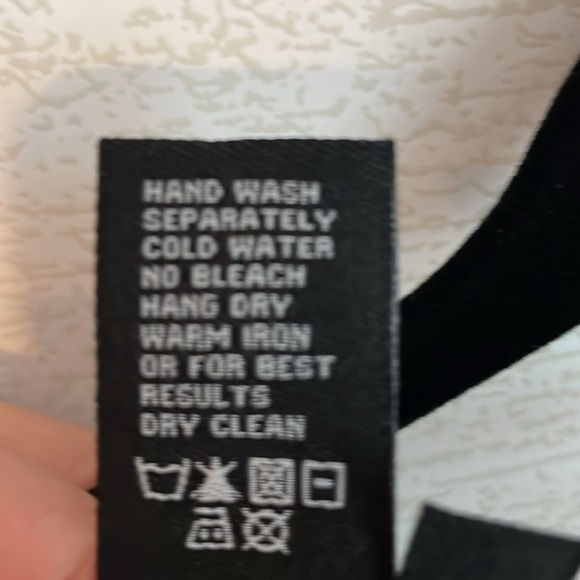 HAND WASH
SEPARATELY
COLD WATER
NO BLEACH
HANG DRY
WARM IRON
OR FOR BEST
RESULTS
DRY CLEAN